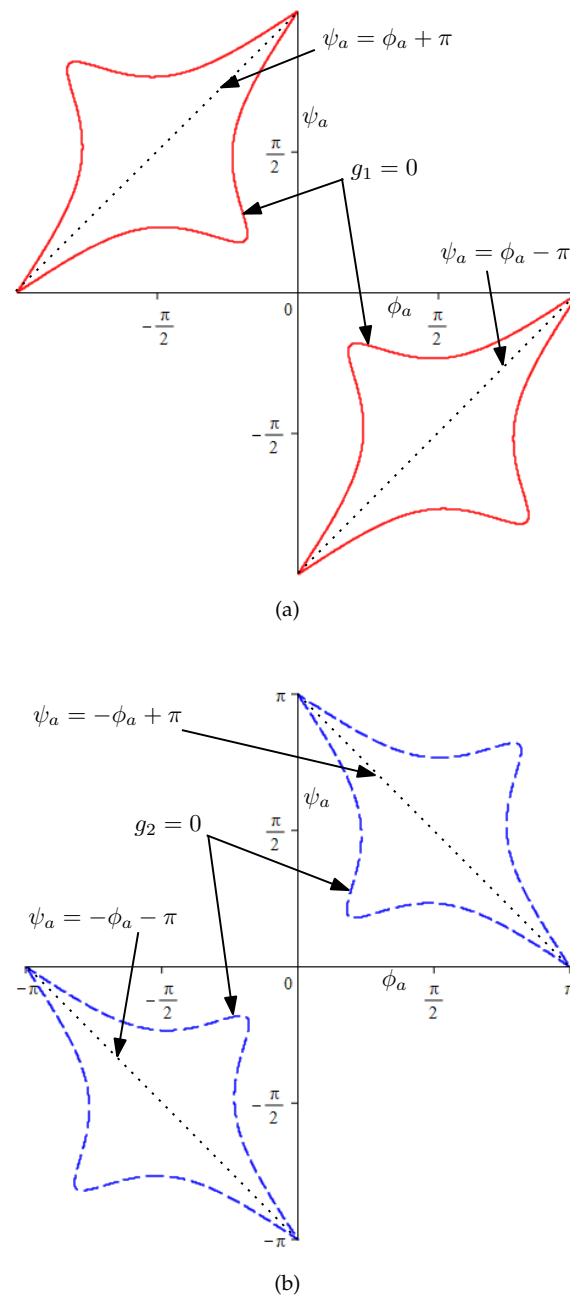 ψ_a = φ_a + π
ψ_a
π/2
g_1 = 0
ψ_a = φ_a − π
−π/2
0
φ_a
π/2
−π/2
(a)
π
ψ_a = −φ_a + π
ψ_a
g_2 = 0
π/2
ψ_a = −φ_a − π
−π
−π/2
0
φ_a
π/2
π
−π/2
−π
(b)